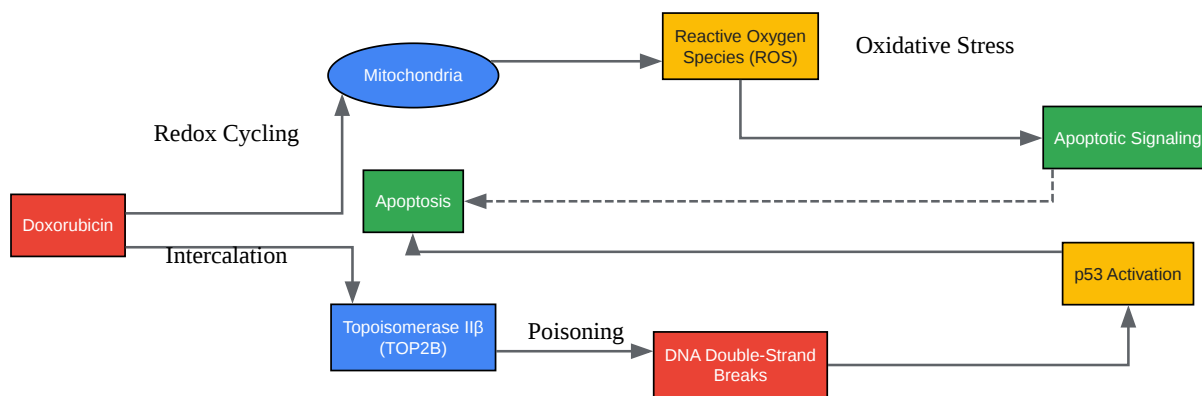 Reactive Oxygen
Species (ROS)
Oxidative Stress
Mitochondria
Redox Cycling
Apoptotic Signaling
Apoptosis
Doxorubicin
Intercalation
p53 Activation
Topoisomerase IIβ
(TOP2B)
Poisoning
DNA Double-Strand
Breaks